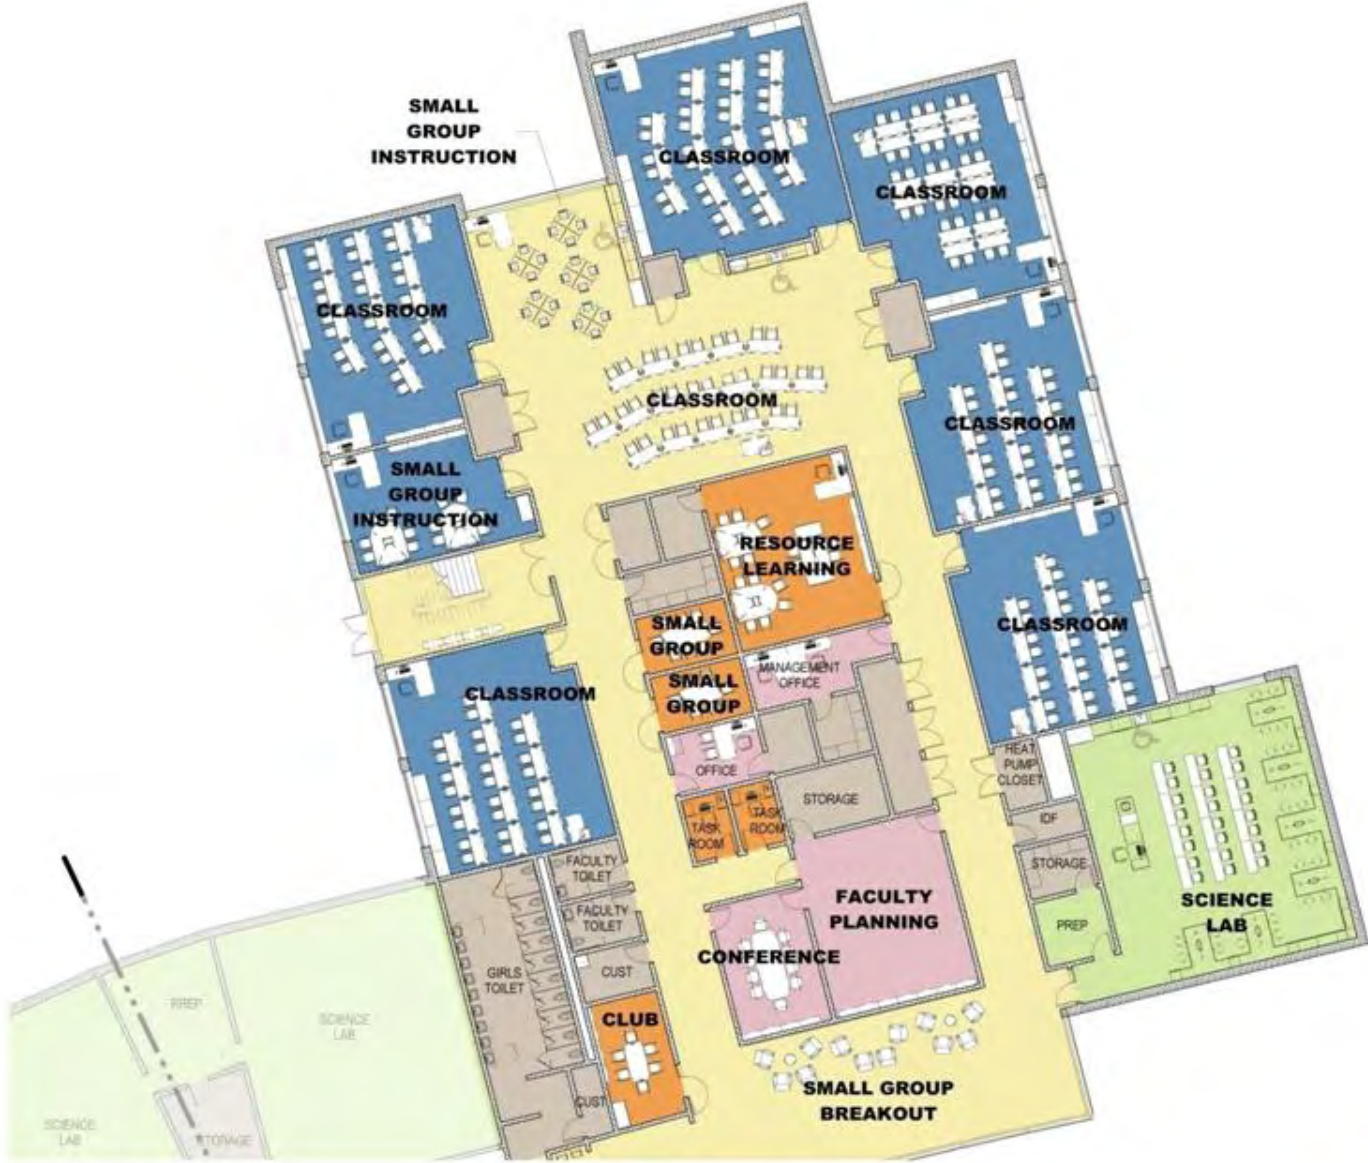 SMALL
GROUP
INSTRUCTION
CLASSROOM
CLASSROOM
CLASSROOM
CLASSROOM
CLASSROOM
SMALL
GROUP
INSTRUCTION
RESOURCE
LEARNING
CLASSROOM
SMALL
GROUP
SMALL
GROUP
MANAGEMENT
OFFICE
CLASSROOM
OFFICE
HEAT
PUMP
CLOSET
STORAGE
TASK
ROOM
TASK
ROOM
IDF
STORAGE
FACULTY
TOILET
FACULTY
TOILET
FACULTY
PLANNING
SCIENCE
LAB
PREP
CONFERENCE
GIRLS
TOILET
CUST
CLUB
PREP
SCIENCE
LAB
SMALL GROUP
BREAKOUT
CUST
SCIENCE
LAB
STORAGE